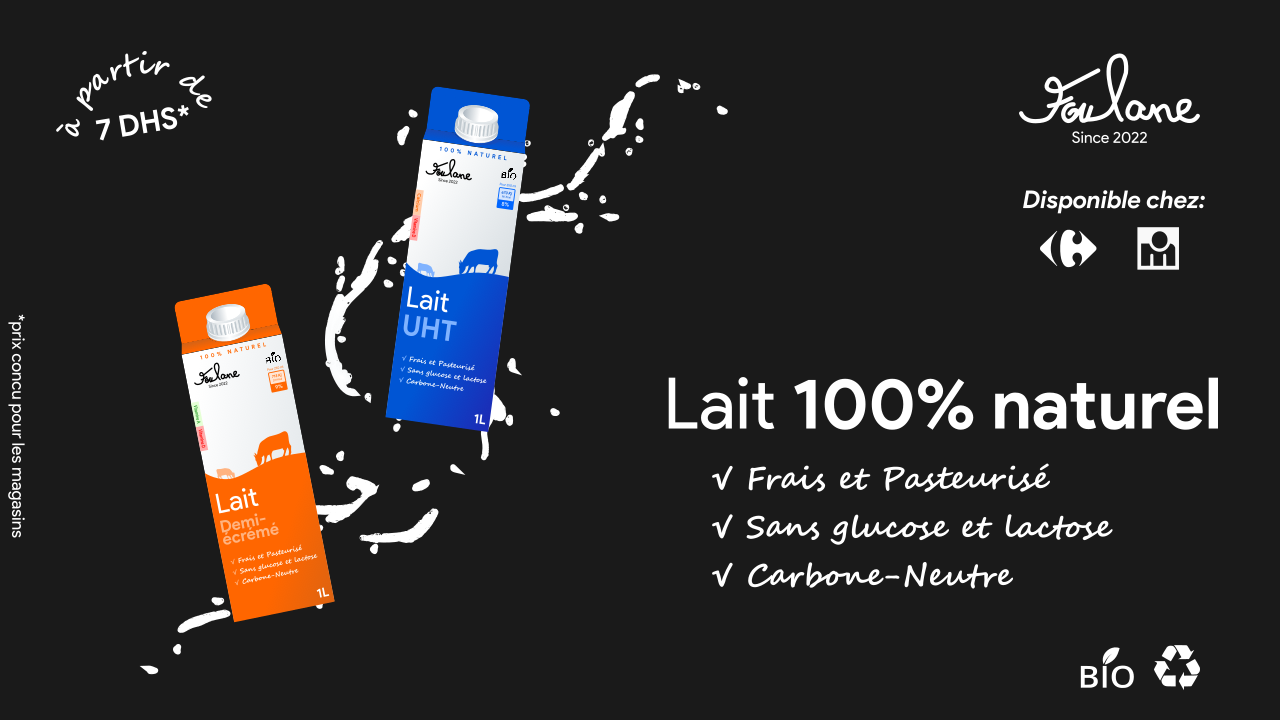 à partir de
7 DHS*
Foulane
Since 2022
Disponible chez:
100% NATUREL
Foulane
Since 2022
BIO
8%
Lait
UHT
√ Frais et Pasteurisé
√ Sans glucose et lactose
√ Carbone-Neutre
1L
100% NATUREL
Foulane
Since 2022
BIO
Lait
Demi-
écrémé
√ Frais et Pasteurisé
√ Sans glucose et lactose
√ Carbone-Neutre
1L
*prix concu pour les magasins
Lait 100% naturel
√ Frais et Pasteurisé
√ Sans glucose et lactose
√ Carbone-Neutre
BIO